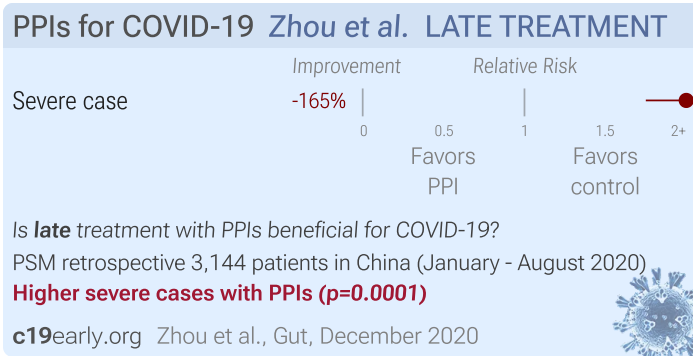 PPIs for COVID-19 Zhou et al. LATE TREATMENT
Improvement Relative Risk
Severe case -165%
0 0.5 1 1.5 2+
Favors Favors
PPI control
Is late treatment with PPIs beneficial for COVID-19?
PSM retrospective 3,144 patients in China (January - August 2020)
Higher severe cases with PPIs (p=0.0001)
c19early.org Zhou et al., Gut, December 2020